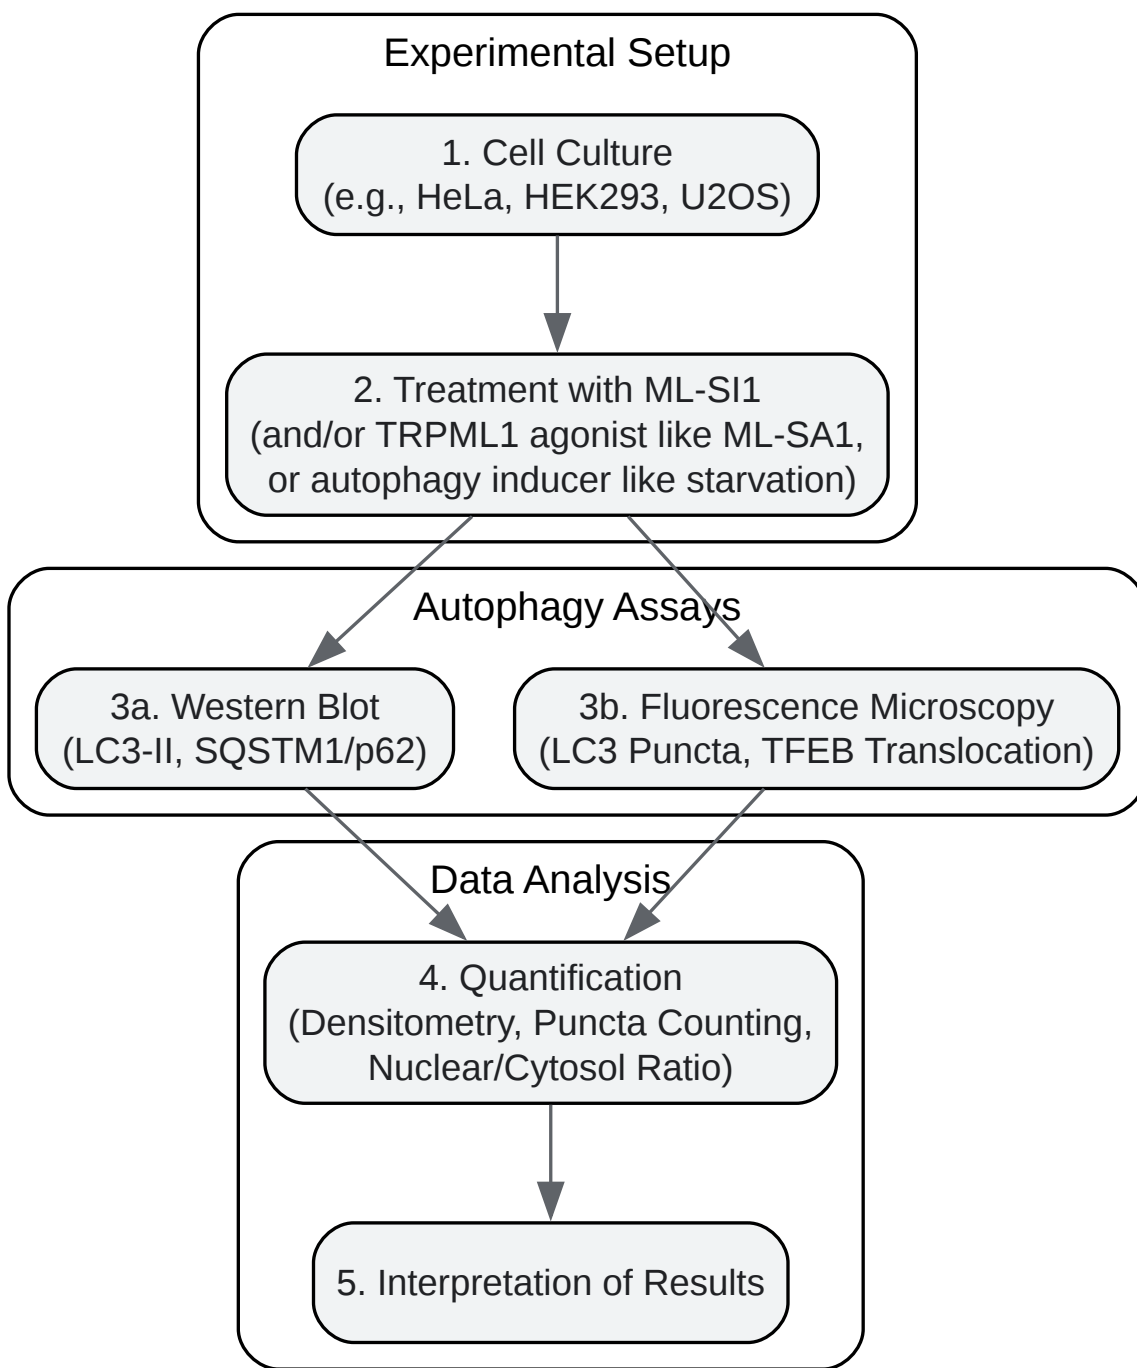 Experimental Setup
1. Cell Culture
(e.g., HeLa, HEK293, U2OS)
2. Treatment with ML-SI1
(and/or TRPML1 agonist like ML-SA1,
or autophagy inducer like starvation)
Autophagy Assays
3a. Western Blot
(LC3-II, SQSTM1/p62)
3b. Fluorescence Microscopy
(LC3 Puncta, TFEB Translocation)
Data Analysis
4. Quantification
(Densitometry, Puncta Counting,
Nuclear/Cytosol Ratio)
5. Interpretation of Results